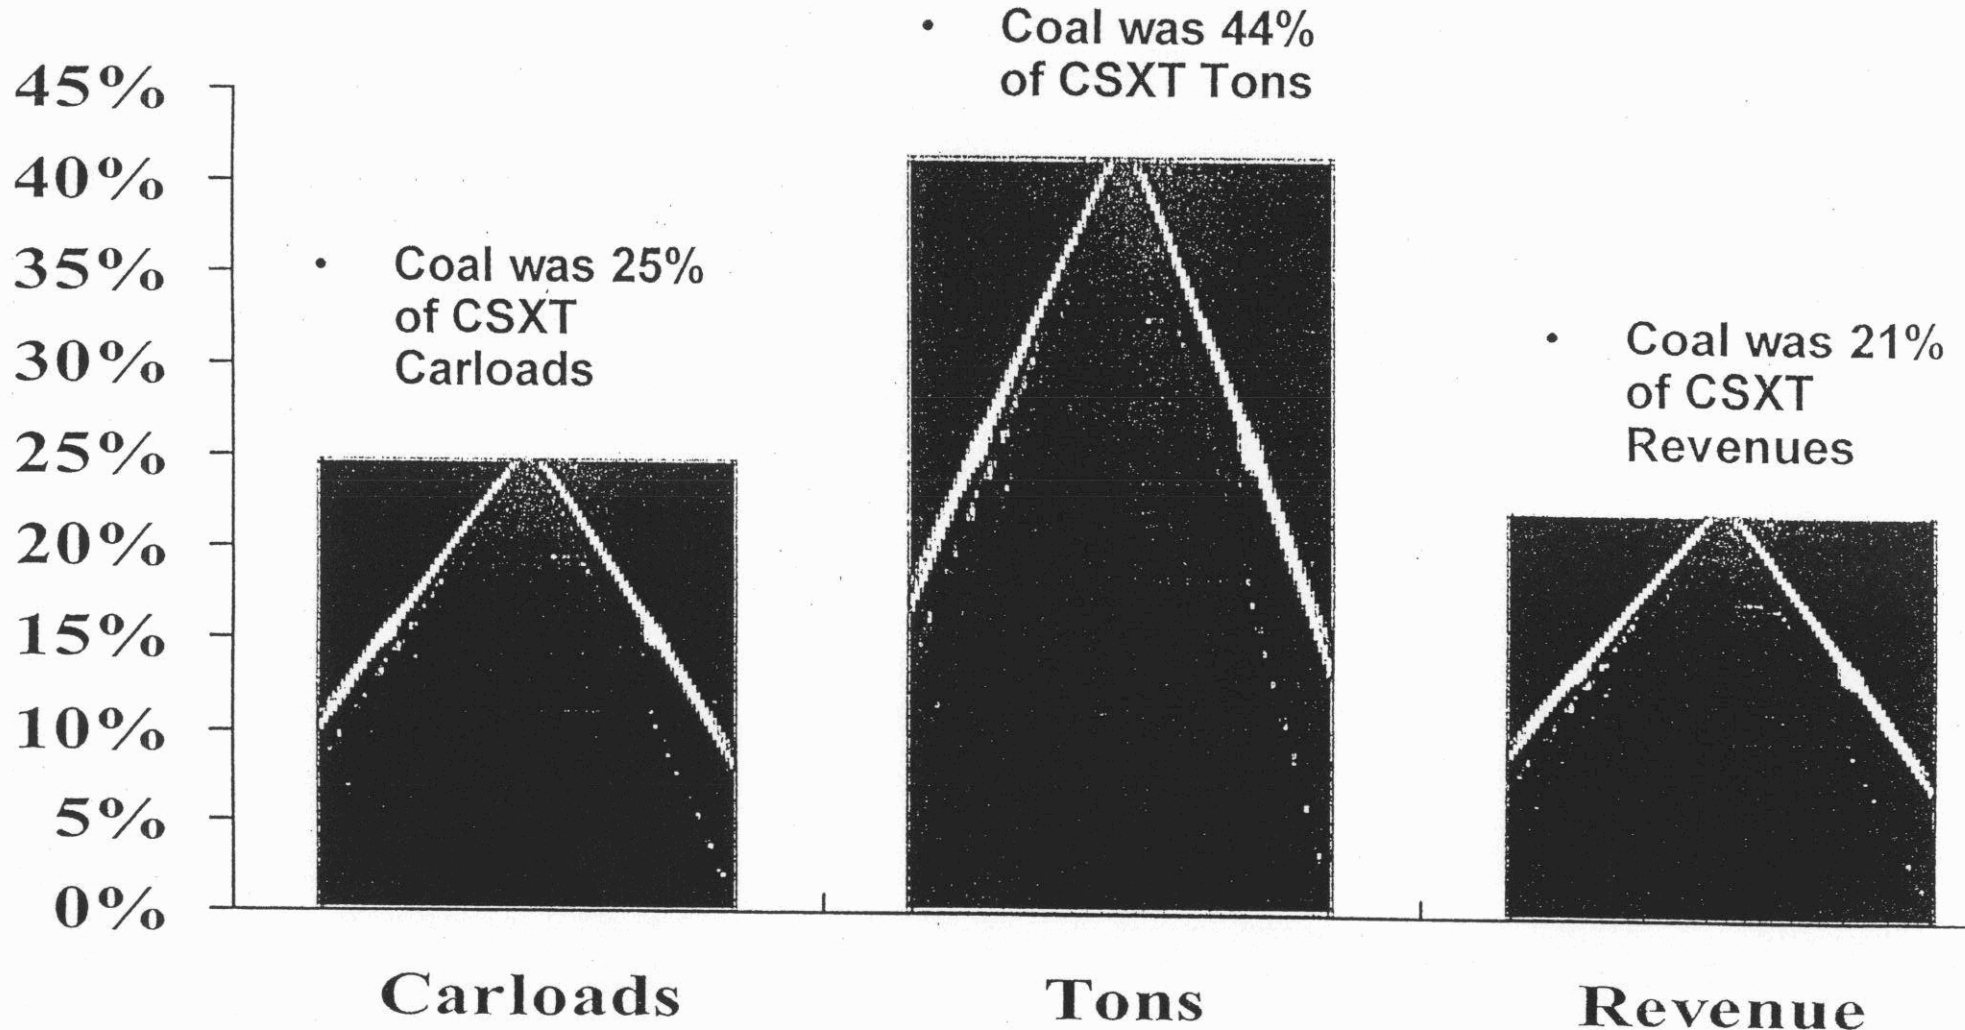 • Coal was 44%
of CSXT Tons
45%
40%
35%
30%
25%
20%
15%
10%
5%
0%
• Coal was 25%
of CSXT
Carloads
• Coal was 21%
of CSXT
Revenues
Carloads
Tons
Revenue